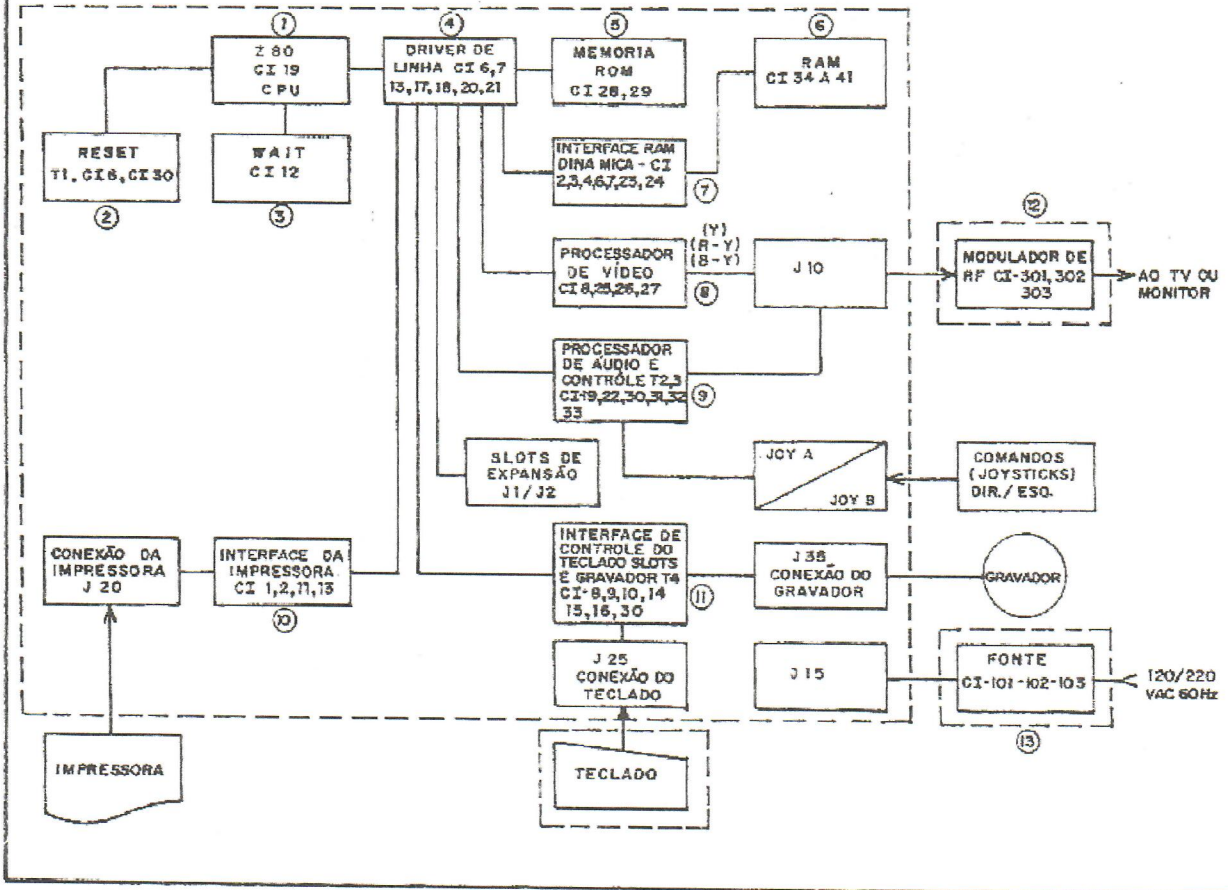 1
Z 80
CI 19
CPU
4
DRIVER DE
LINHA CI 6,7
13,17,18,20,21
5
MEMORIA
ROM
CI 28,29
6
RAM
CI 34 A 41
RESET
T1, CI 6, CI 30
2
WAIT
CI 12
3
INTERFACE RAM
DINAMICA - CI
2,3,4,6,7,23,24
7
PROCESSADOR
DE VÍDEO
CI 8,25,26,27
8
(Y)
(R-Y)
(B-Y)
J 10
12
MODULADOR DE
RF CI-301,302
303
AO TV OU
MONITOR
PROCESSADOR
DE ÁUDIO E
CONTRÔLE T2,3
CI-19,22,30,31,32
33
9
SLOTS DE
EXPANSÃO
J1/J2
JOY A
JOY B
COMANDOS
(JOYSTICKS)
DIR./ESQ.
CONEXÃO DA
IMPRESSORA
J 20
INTERFACE DA
IMPRESSORA
CI 1,2,11,13
10
INTERFACE DE
CONTROLE DO
TECLADO SLOTS
E GRAVADOR T4
CI-8,9,10,14
15,16,30
11
J 35
CONEXÃO DO
GRAVADOR
GRAVADOR
J 25
CONEXÃO DO
TECLADO
J 15
FONTE
CI-101-102-103
13
120/220
VAC 60Hz
IMPRESSORA
TECLADO